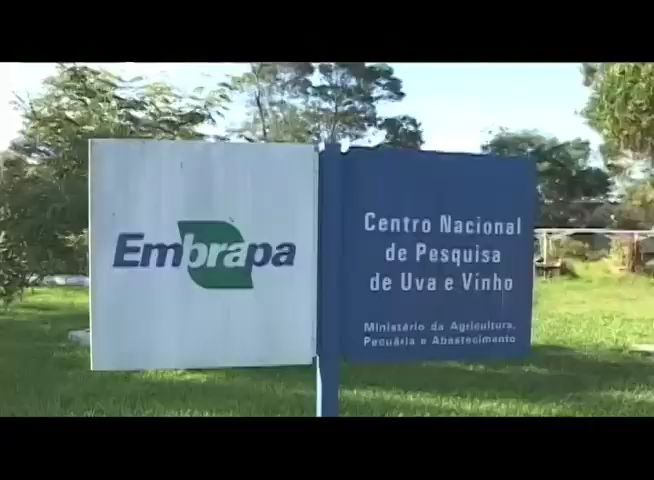 Embrapa
Centro Nacional
de Pesquisa
de Uva e Vinho
Ministério da Agricultura,
Pecuária e Abastecimento